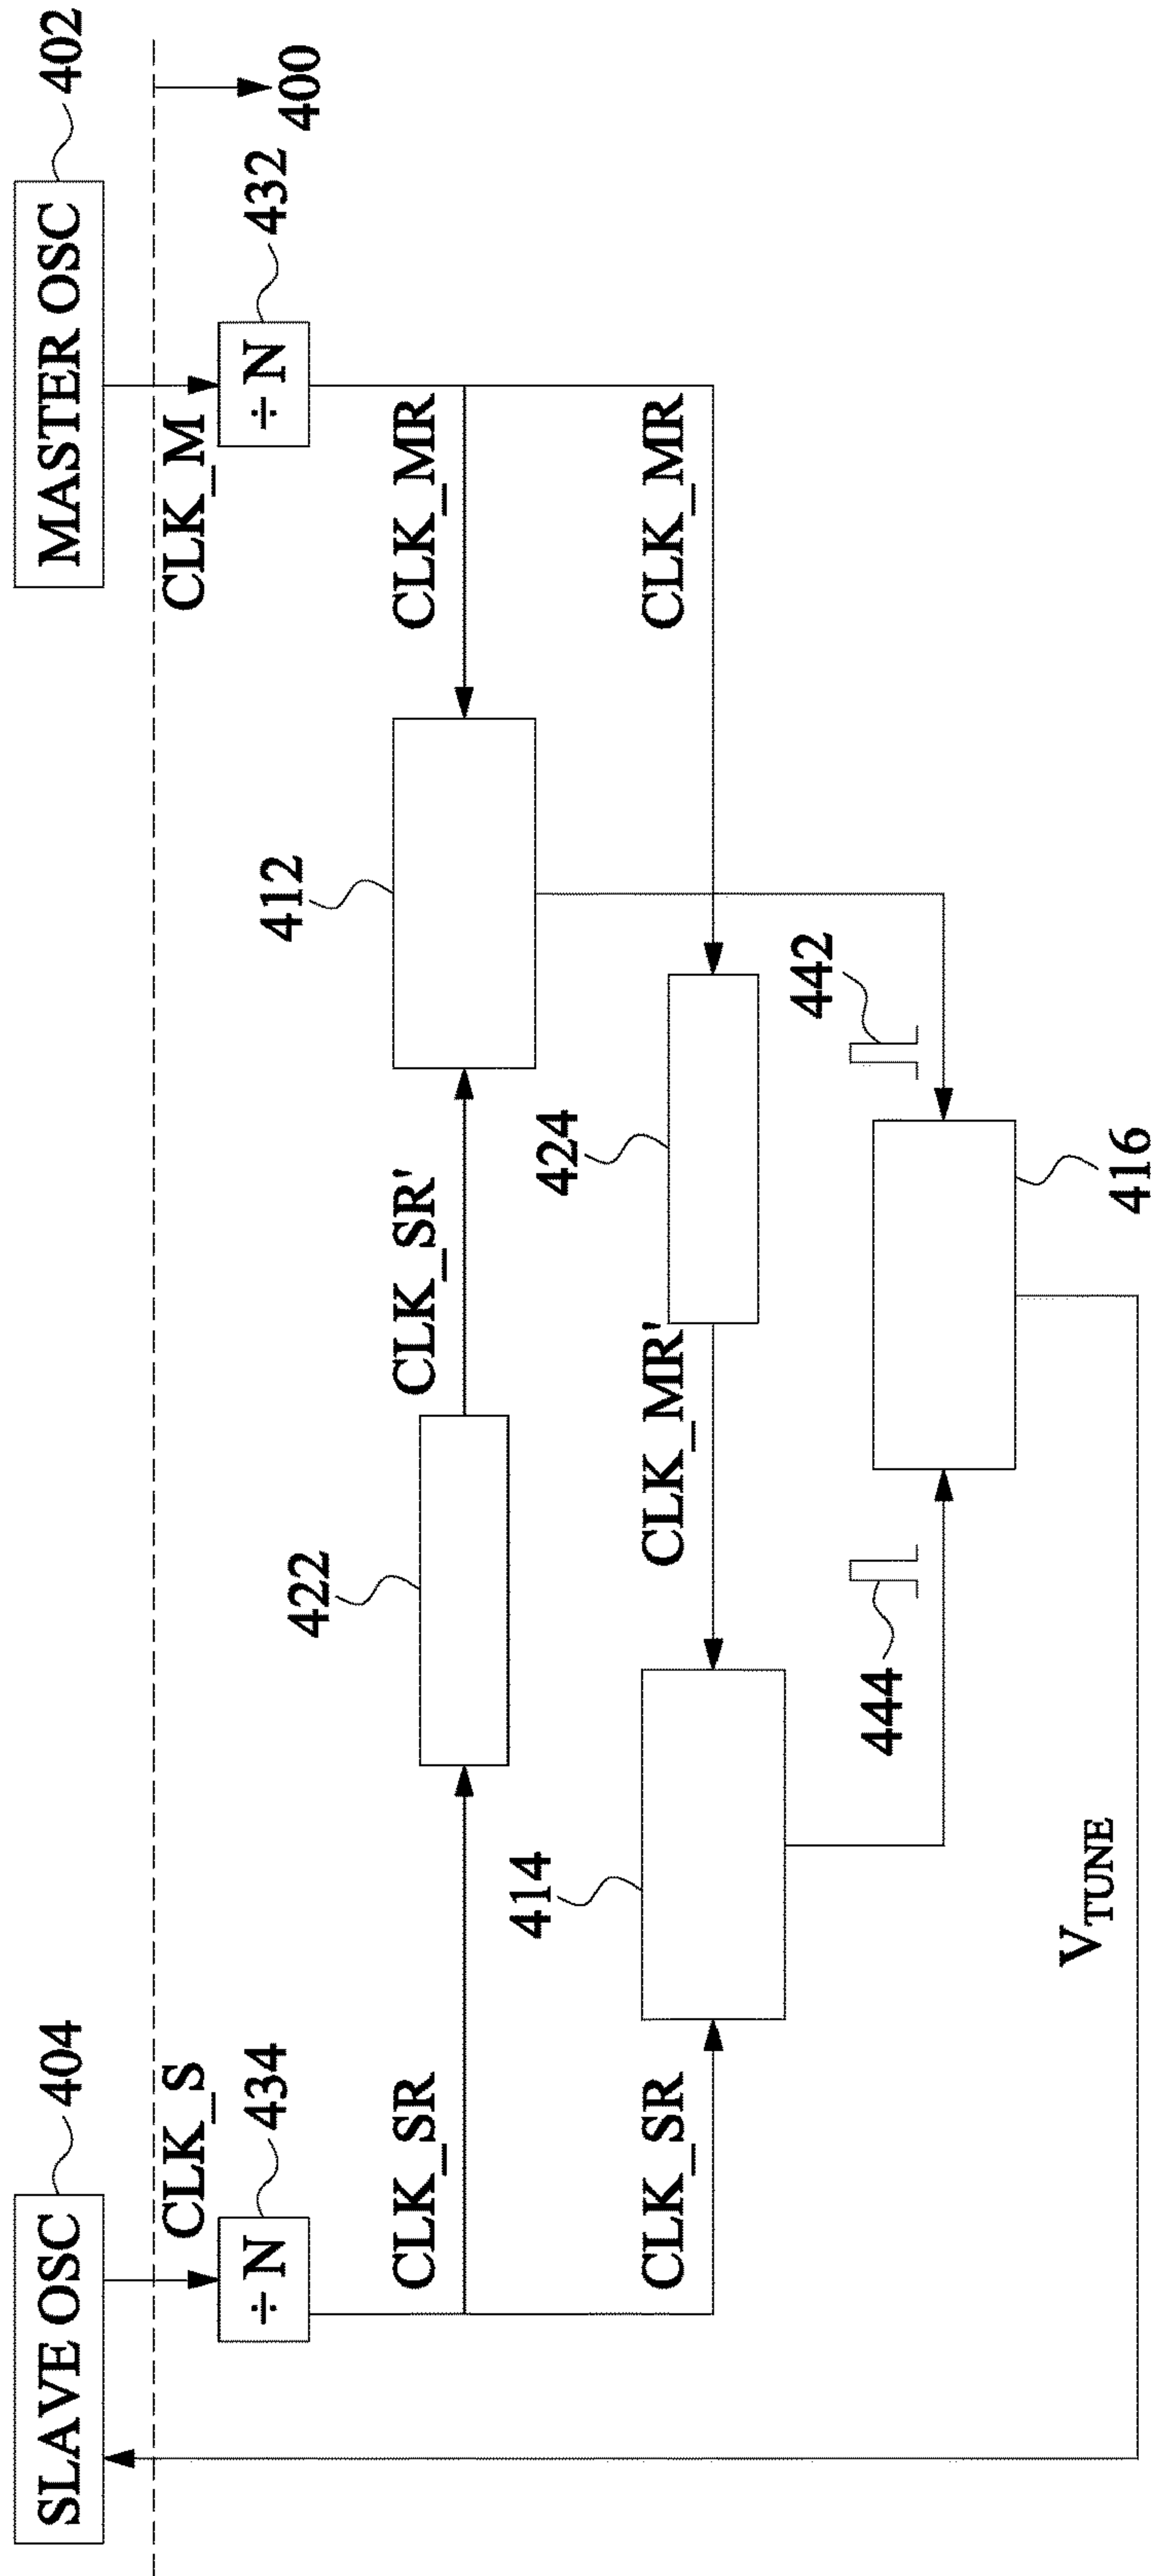 SLAVE OSC
404
MASTER OSC
402
CLK_S
CLK_M
÷ N
434
412
÷ N
432
400
422
CLK_SR
CLK_SR'
CLK_MR
414
424
CLK_SR
CLK_MR'
CLK_MR
442
444
VTUNE
416